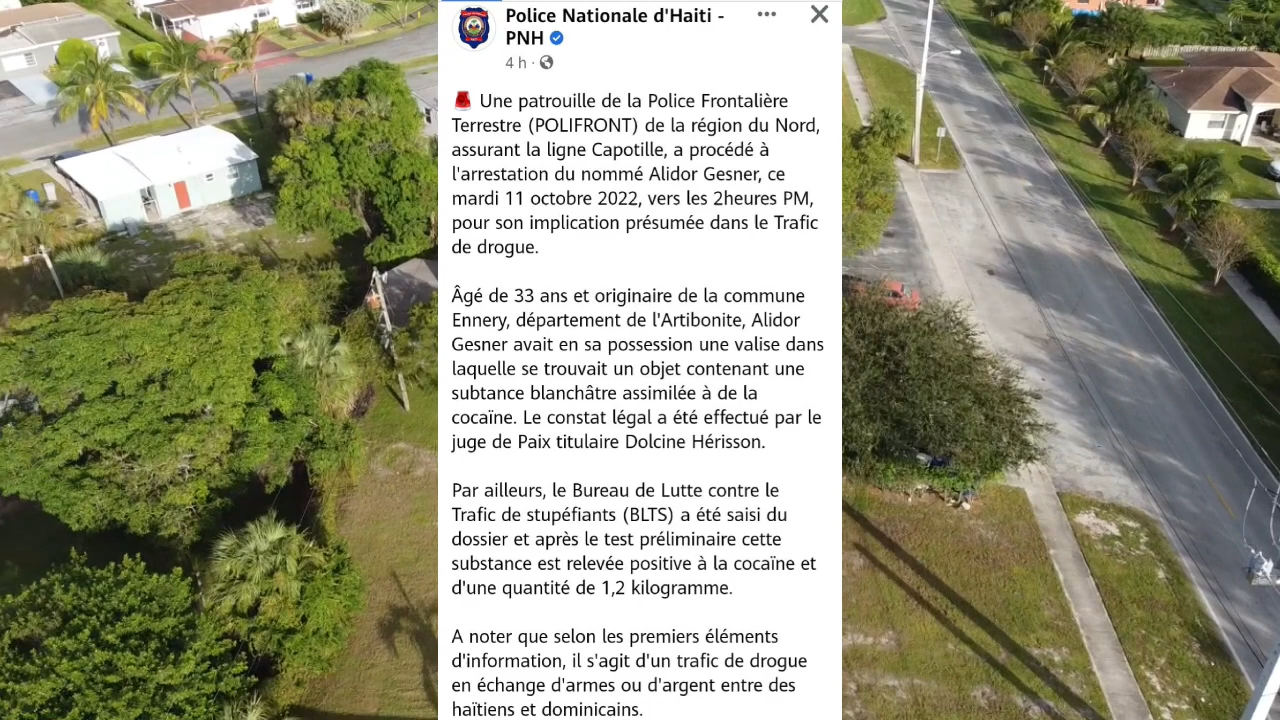 Police Nationale d'Haiti -
PNH
4 h ·
Une patrouille de la Police Frontalière
Terrestre (POLIFRONT) de la région du Nord,
assurant la ligne Capotille, a procédé à
l'arrestation du nommé Alidor Gesner, ce
mardi 11 octobre 2022, vers les 2heures PM,
pour son implication présumée dans le Trafic
de drogue.
Âgé de 33 ans et originaire de la commune
Ennery, département de l'Artibonite, Alidor
Gesner avait en sa possession une valise dans
laquelle se trouvait un objet contenant une
subtance blanchâtre assimilée à de la
cocaïne. Le constat légal a été effectué par le
juge de Paix titulaire Dolcine Hérisson.
Par ailleurs, le Bureau de Lutte contre le
Trafic de stupéfiants (BLTS) a été saisi du
dossier et après le test préliminaire cette
substance est relevée positive à la cocaïne et
d'une quantité de 1,2 kilogramme.
A noter que selon les premiers éléments
d'information, il s'agit d'un trafic de drogue
en échange d'armes ou d'argent entre des
haïtiens et dominicains.